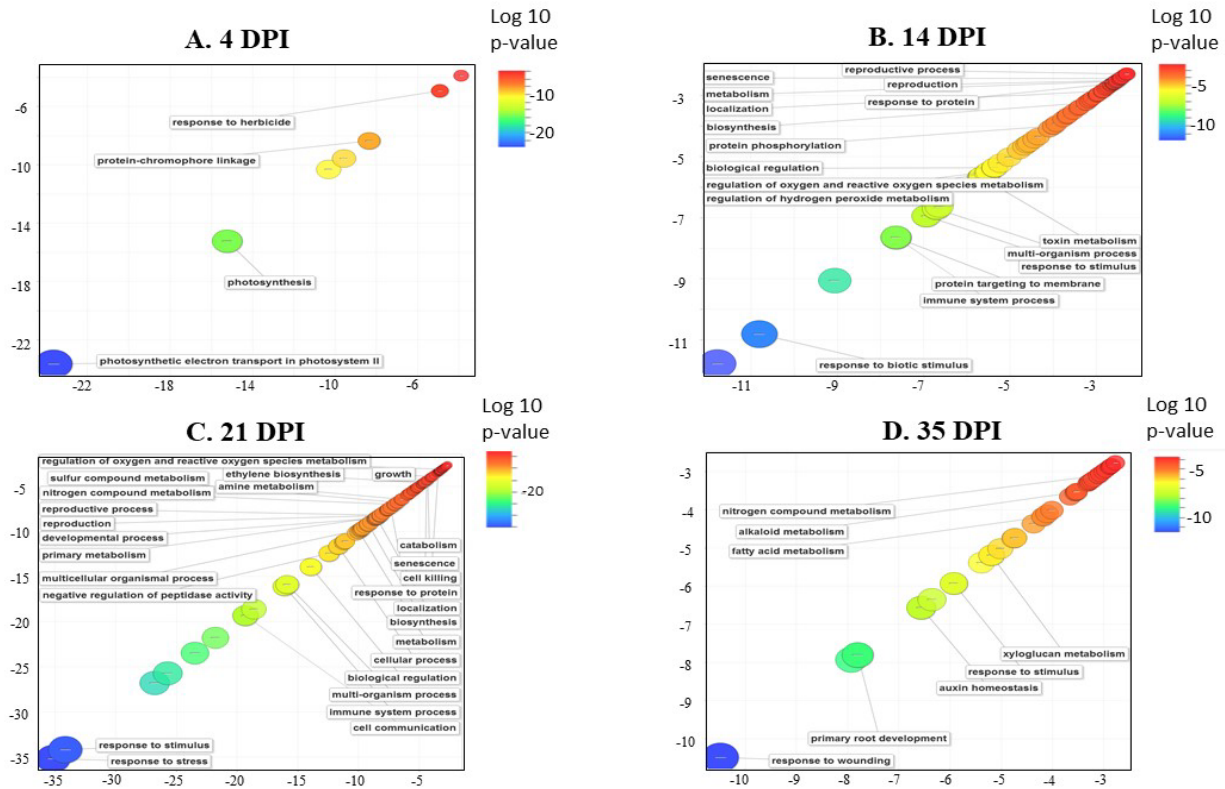 A. 4 DPI
Log 10
p-value
-10
-20
-6
-10
-14
-18
-22
response to herbicide
protein-chromophore linkage
photosynthesis
photosynthetic electron transport in photosystem II
-22
-18
-14
-10
-6
B. 14 DPI
Log 10
p-value
-5
-10
-3
-5
-7
-9
-11
reproductive process
senescence
reproduction
metabolism
response to protein
localization
biosynthesis
protein phosphorylation
biological regulation
regulation of oxygen and reactive oxygen species metabolism
regulation of hydrogen peroxide metabolism
toxin metabolism
multi-organism process
response to stimulus
protein targeting to membrane
immune system process
response to biotic stimulus
-11
-9
-7
-5
-3
C. 21 DPI
Log 10
p-value
-20
-5
-10
-15
-20
-25
-30
-35
regulation of oxygen and reactive oxygen species metabolism
sulfur compound metabolism
ethylene biosynthesis
growth
nitrogen compound metabolism
amine metabolism
reproductive process
reproduction
developmental process
primary metabolism
multicellular organismal process
negative regulation of peptidase activity
catabolism
senescence
cell killing
response to protein
localization
biosynthesis
metabolism
cellular process
biological regulation
multi-organism process
immune system process
cell communication
response to stimulus
response to stress
-35
-30
-25
-20
-15
-10
-5
D. 35 DPI
Log 10
p-value
-5
-10
-3
-4
-5
-6
-7
-8
-10
nitrogen compound metabolism
alkaloid metabolism
fatty acid metabolism
xyloglucan metabolism
response to stimulus
auxin homeostasis
primary root development
response to wounding
-10
-9
-8
-7
-6
-5
-4
-3